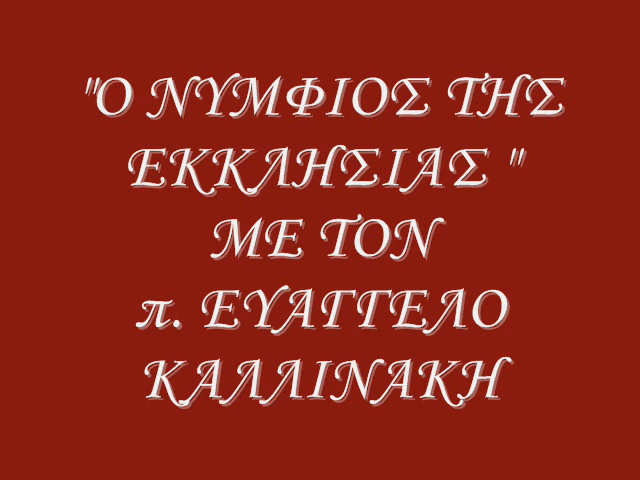 "Ο ΝΥΜΦΙΟΣ ΤΗΣ
ΕΚΚΛΗΣΙΑΣ "
ΜΕ ΤΟΝ
π. ΕΥΑΓΓΕΛΟ
ΚΑΛΛΙΝΑΚΗ